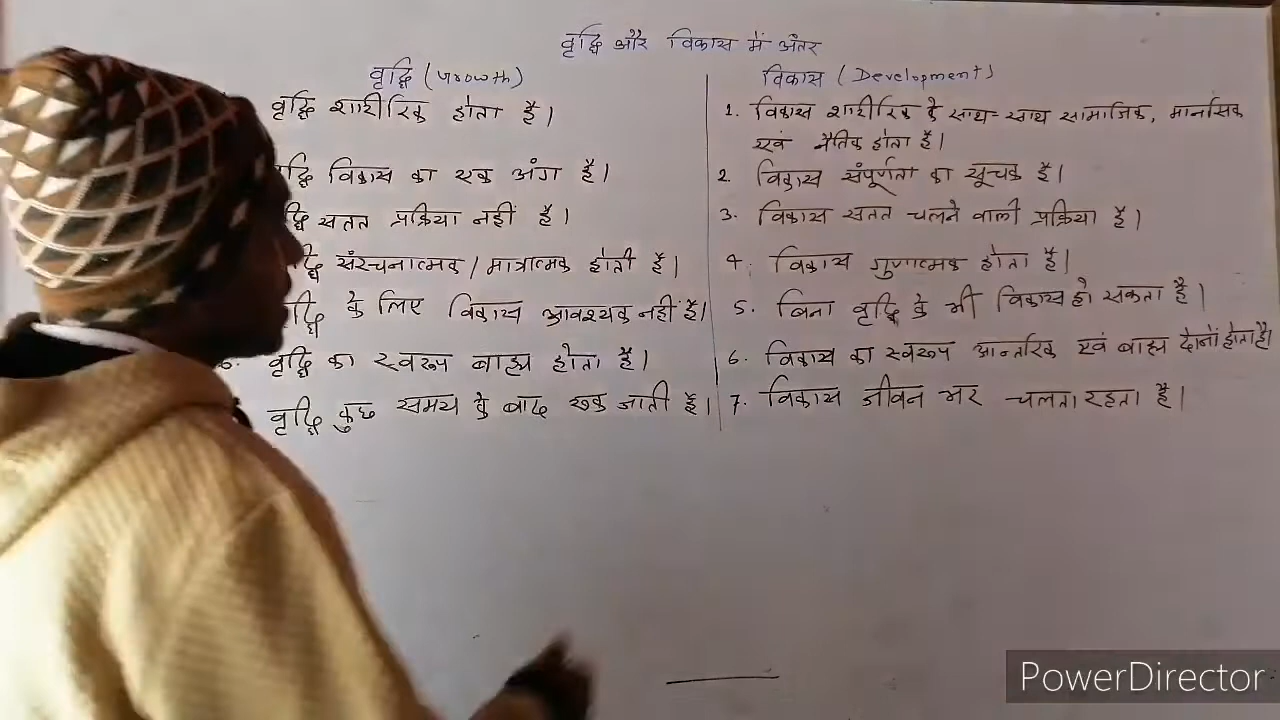 वृद्धि और विकास में अंतर
वृद्धि (Growth)
विकास (Development)
वृद्धि शारीरिक होता है।
वृद्धि विकास का एक अंग है।
सतत प्रक्रिया नहीं है।
संरचनात्मक / मात्रात्मक होती है।
के लिए विकास आवश्यक नहीं है।
6. वृद्धि का स्वरूप बाह्य होता है।
वृद्धि कुछ समय के बाद रुक जाती है।
1. विकास शारीरिक के साथ-साथ सामाजिक, मानसिक
एवं नैतिक होता है।
2. विकास संपूर्णता का सूचक है।
3. विकास सतत चलने वाली प्रक्रिया है।
4. विकास गुणात्मक होता है।
5. बिना वृद्धि के भी विकास हो सकता है।
6. विकास का स्वरूप आन्तरिक एवं बाह्य दोनों होता है।
7. विकास जीवन भर चलता रहता है।
PowerDirector